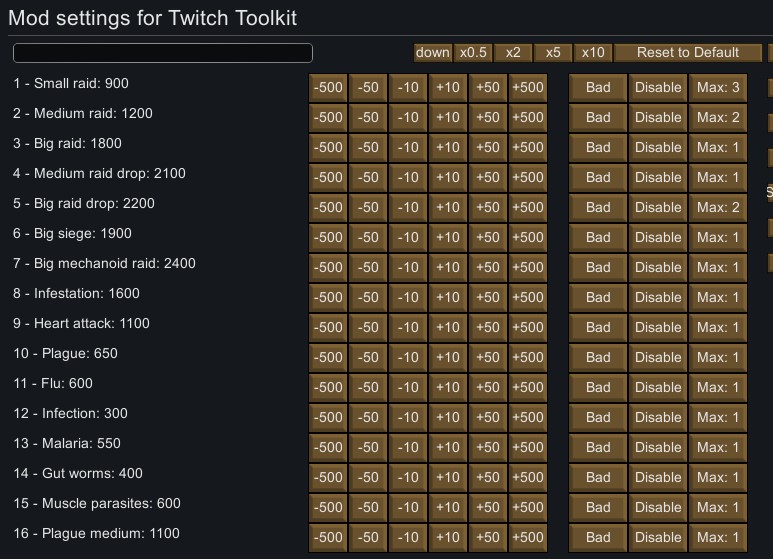 Mod settings for Twitch Toolkit
down x0.5 x2 x5 x10 Reset to Default
1 - Small raid: 900 -500 -50 -10 +10 +50 +500 Bad Disable Max: 3
2 - Medium raid: 1200 -500 -50 -10 +10 +50 +500 Bad Disable Max: 2
3 - Big raid: 1800 -500 -50 -10 +10 +50 +500 Bad Disable Max: 1
4 - Medium raid drop: 2100 -500 -50 -10 +10 +50 +500 Bad Disable Max: 1
5 - Big raid drop: 2200 -500 -50 -10 +10 +50 +500 Bad Disable Max: 2
6 - Big siege: 1900 -500 -50 -10 +10 +50 +500 Bad Disable Max: 1
7 - Big mechanoid raid: 2400 -500 -50 -10 +10 +50 +500 Bad Disable Max: 1
8 - Infestation: 1600 -500 -50 -10 +10 +50 +500 Bad Disable Max: 1
9 - Heart attack: 1100 -500 -50 -10 +10 +50 +500 Bad Disable Max: 1
10 - Plague: 650 -500 -50 -10 +10 +50 +500 Bad Disable Max: 1
11 - Flu: 600 -500 -50 -10 +10 +50 +500 Bad Disable Max: 1
12 - Infection: 300 -500 -50 -10 +10 +50 +500 Bad Disable Max: 1
13 - Malaria: 550 -500 -50 -10 +10 +50 +500 Bad Disable Max: 1
14 - Gut worms: 400 -500 -50 -10 +10 +50 +500 Bad Disable Max: 1
15 - Muscle parasites: 600 -500 -50 -10 +10 +50 +500 Bad Disable Max: 1
16 - Plague medium: 1100 -500 -50 -10 +10 +50 +500 Bad Disable Max: 1